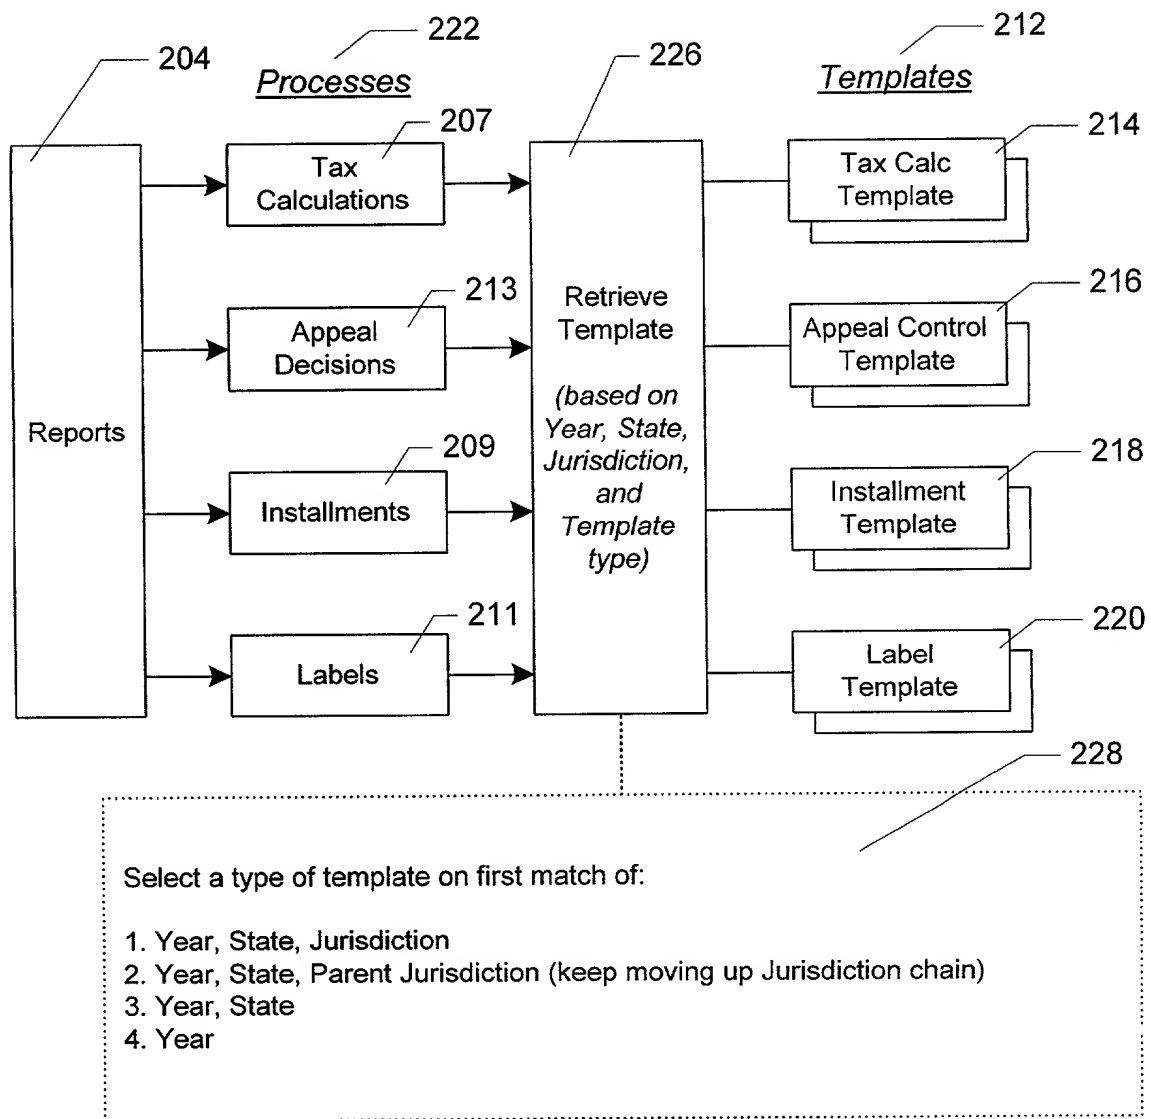 222
212
204
Processes
226
Templates
207
214
Tax
Calculations
Tax Calc
Template
213
216
Appeal
Decisions
Retrieve
Template
Appeal Control
Template
(based on
Year, State,
Jurisdiction,
and
Template
type)
Reports
209
218
Installments
Installment
Template
211
220
Labels
Label
Template
228
Select a type of template on first match of:
1. Year, State, Jurisdiction
2. Year, State, Parent Jurisdiction (keep moving up Jurisdiction chain)
3. Year, State
4. Year